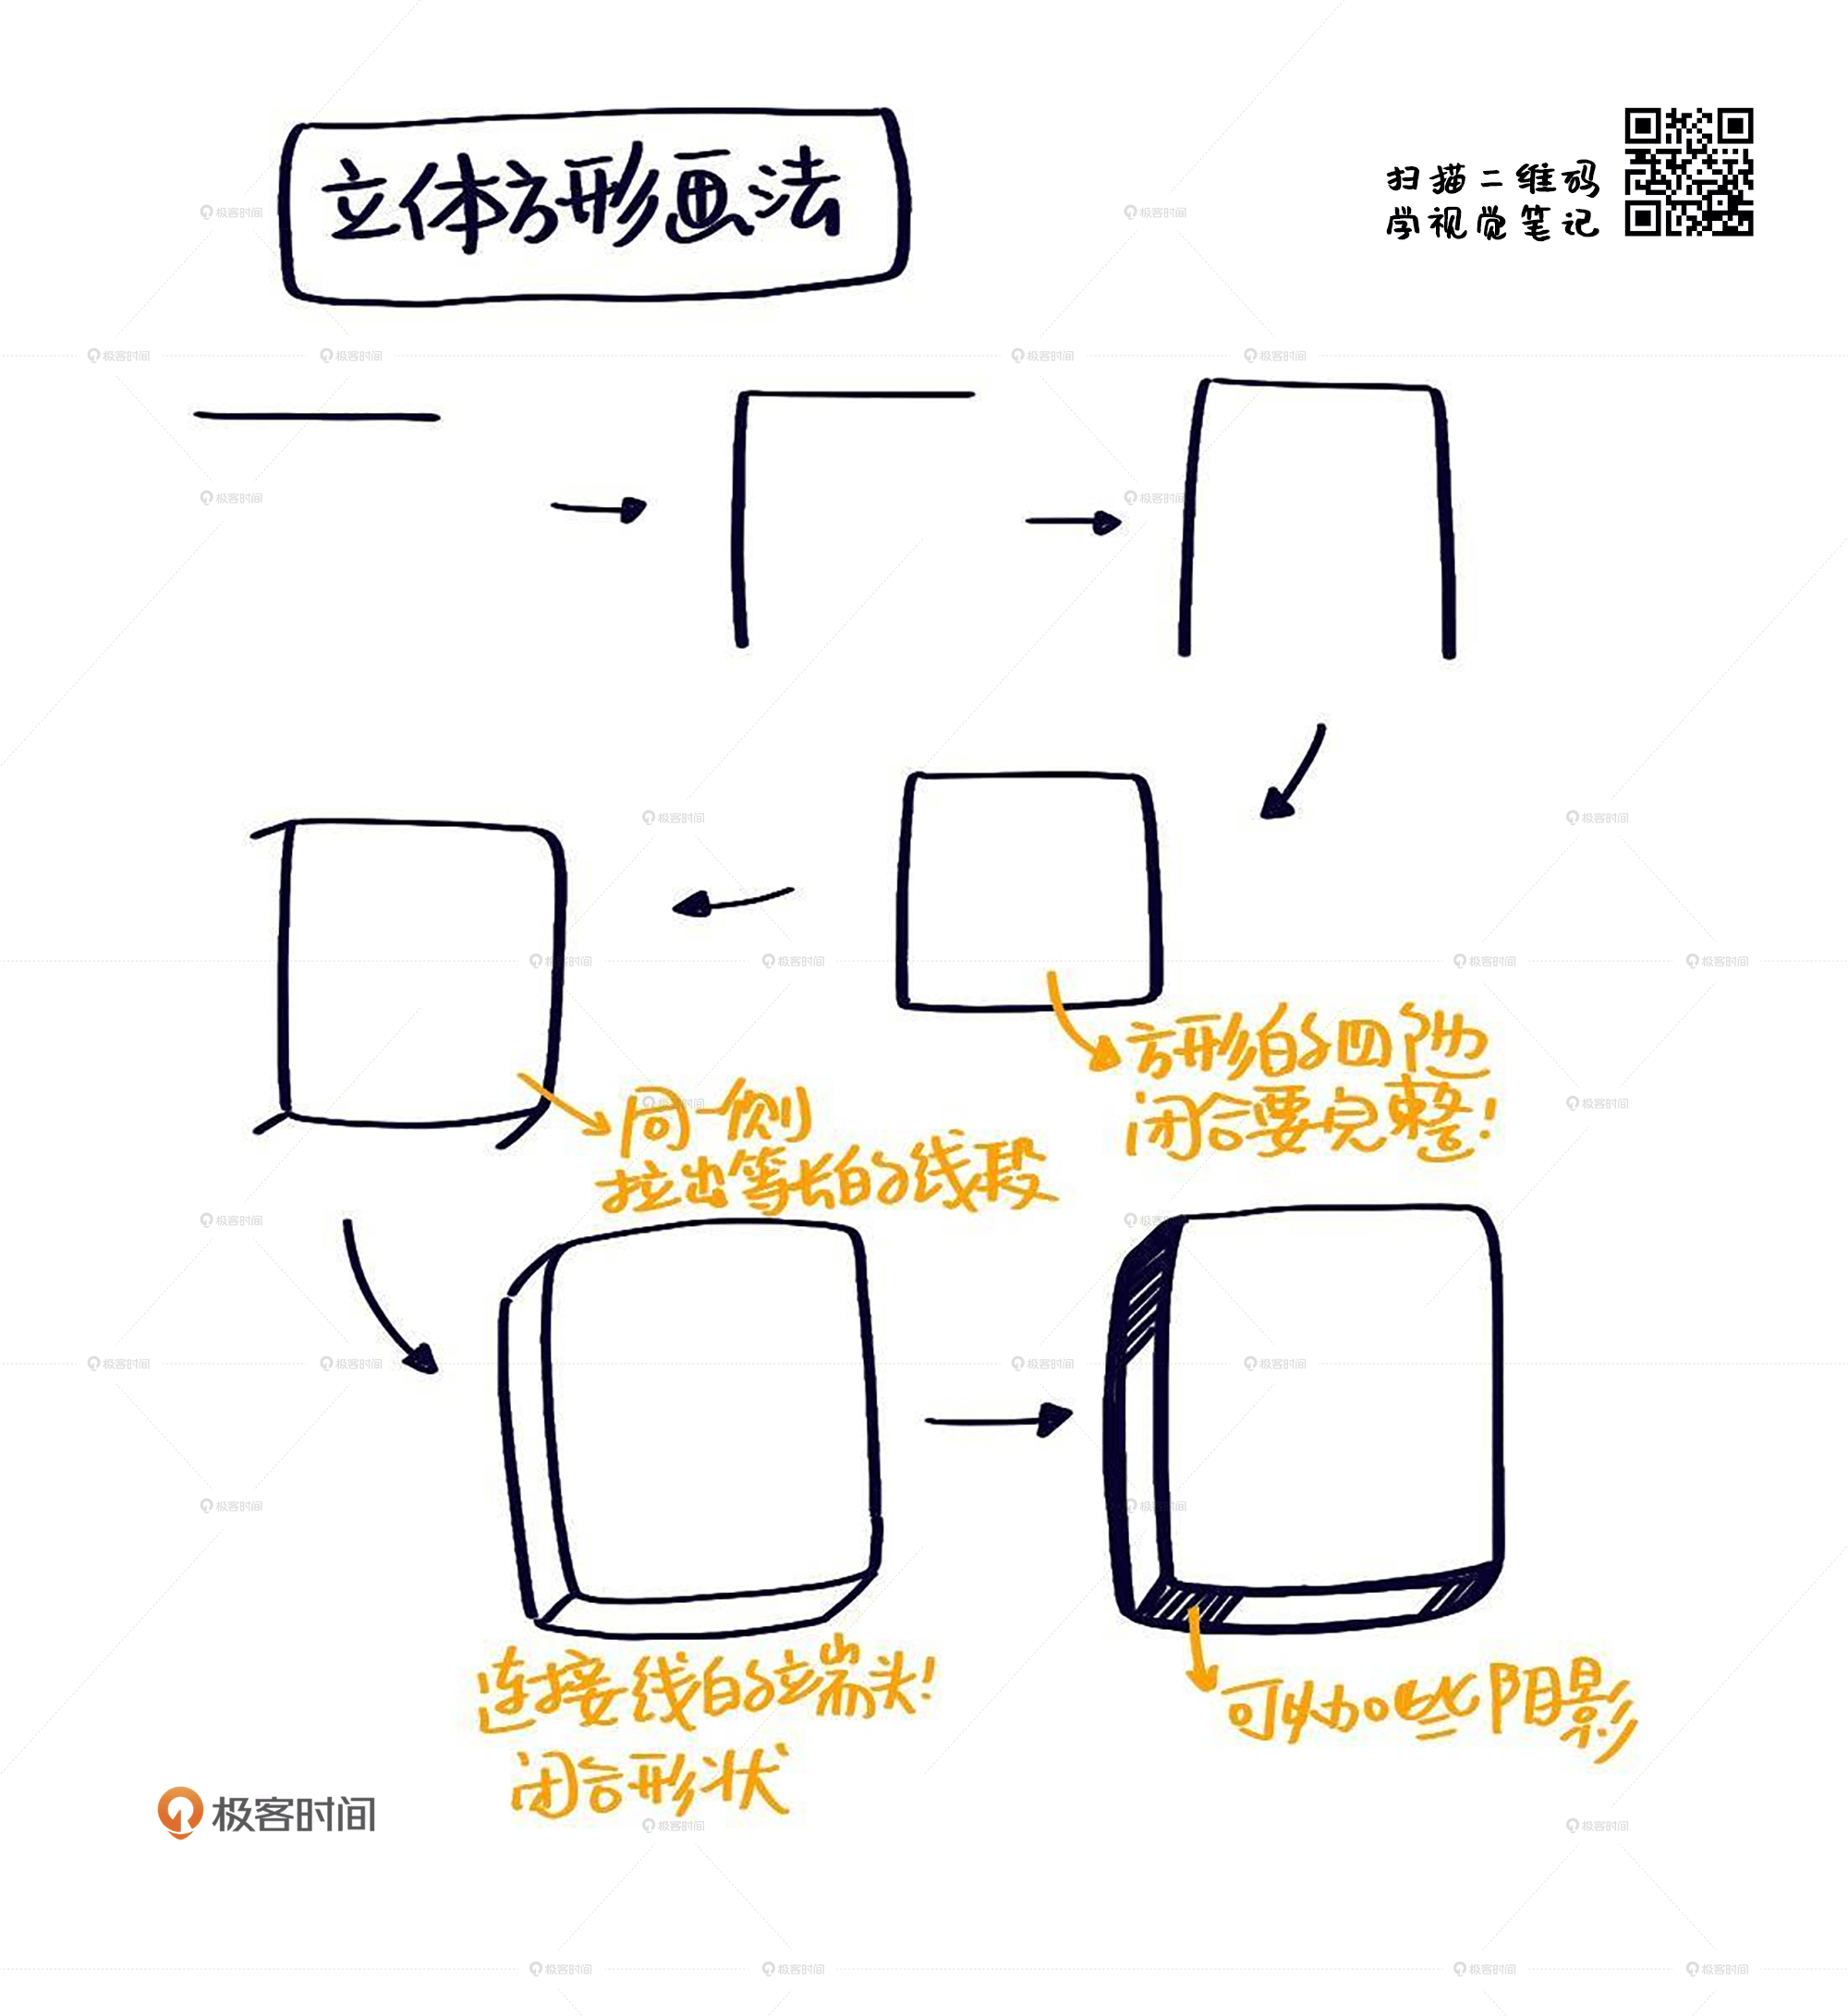 立体方形画法
扫描二维码
学视觉笔记
方形的四边
闭合要完整!
同一侧
拉出等长的线段
连接线的端头!
闭合形状
可加些阴影
极客时间